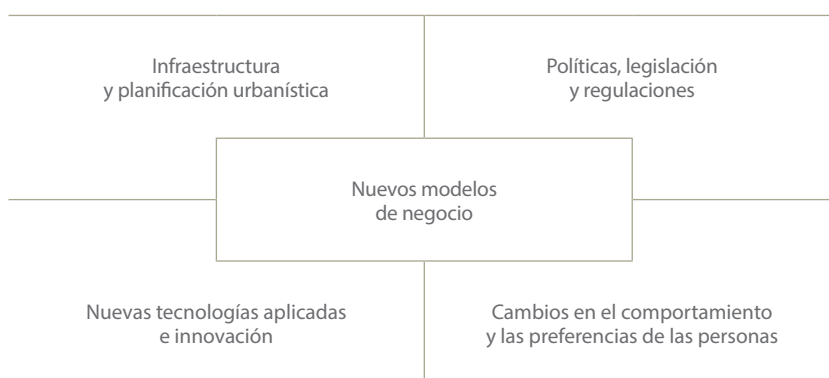 Infraestructura
y planificación urbanística
Políticas, legislación
y regulaciones
Nuevos modelos
de negocio
Nuevas tecnologías aplicadas
e innovación
Cambios en el comportamiento
y las preferencias de las personas